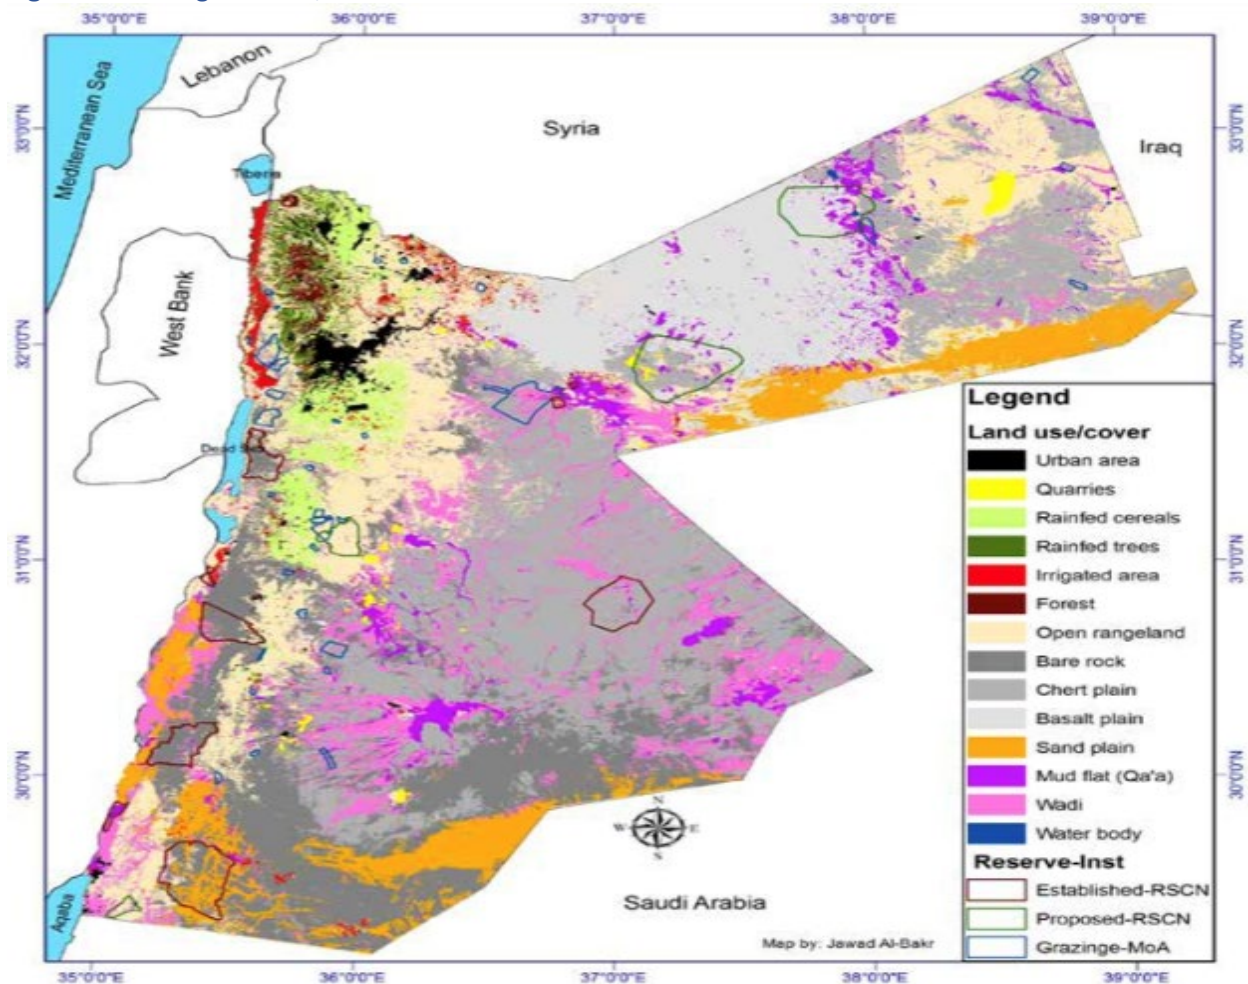 35°0'0"E 36°0'0"E 37°0'0"E 38°0'0"E 39°0'0"E
33°0'0"N
32°0'0"N
31°0'0"N
30°0'0"N
Mediterranean Sea
Lebanon
Syria
Iraq
Tiberia
West Bank
Dead Sea
Aqaba
Saudi Arabia
N
W E
S
Map by: Jawad Al-Bakr
Legend
Land use/cover
Urban area
Quarries
Rainfed cereals
Rainfed trees
Irrigated area
Forest
Open rangeland
Bare rock
Chert plain
Basalt plain
Sand plain
Mud flat (Qa'a)
Wadi
Water body
Reserve-Inst
Established-RSCN
Proposed-RSCN
Grazinge-MoA
33°0'0"N
32°0'0"N
31°0'0"N
30°0'0"N
35°0'0"E 36°0'0"E 37°0'0"E 38°0'0"E 39°0'0"E